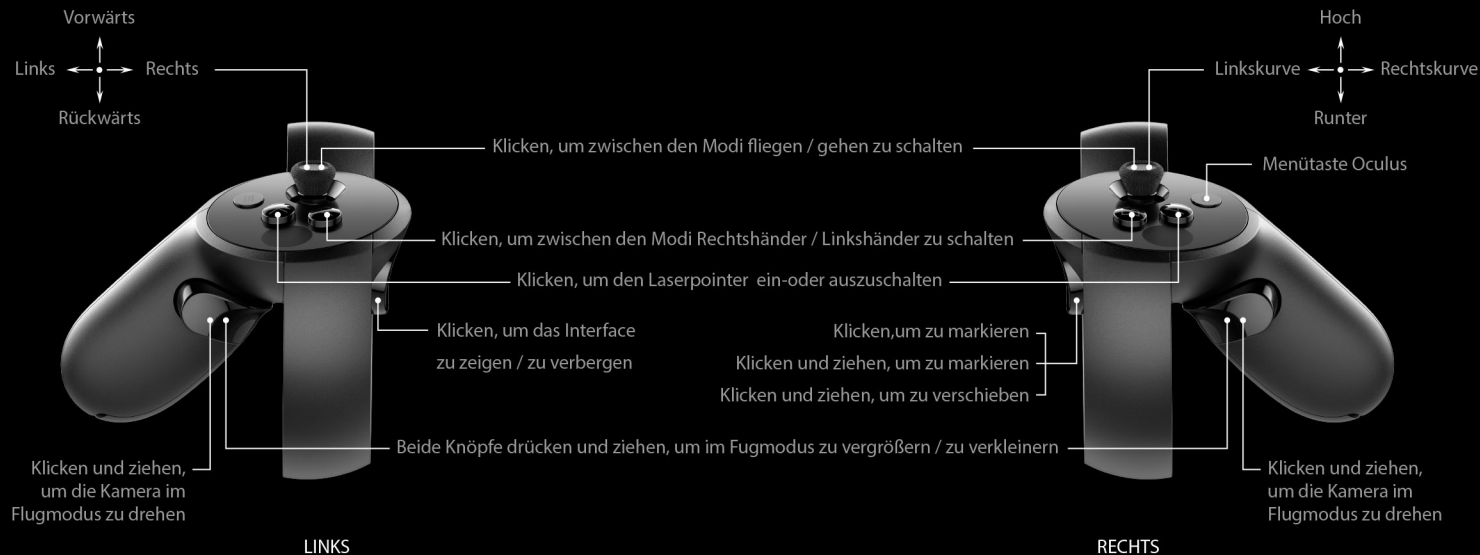 Vorwärts
Links
Rechts
Rückwärts
Hoch
Linkskurve
Rechtskurve
Runter
Klicken, um zwischen den Modi fliegen / gehen zu schalten
Menütaste Oculus
Klicken, um zwischen den Modi Rechtshänder / Linkshänder zu schalten
Klicken, um den Laserpointer ein-oder auszuschalten
Klicken, um das Interface
zu zeigen / zu verbergen
Klicken,um zu markieren
Klicken und ziehen, um zu markieren
Klicken und ziehen, um zu verschieben
Beide Knöpfe drücken und ziehen, um im Fugmodus zu vergrößern / zu verkleinern
Klicken und ziehen,
um die Kamera im
Flugmodus zu drehen
Klicken und ziehen,
um die Kamera im
Flugmodus zu drehen
LINKS
RECHTS